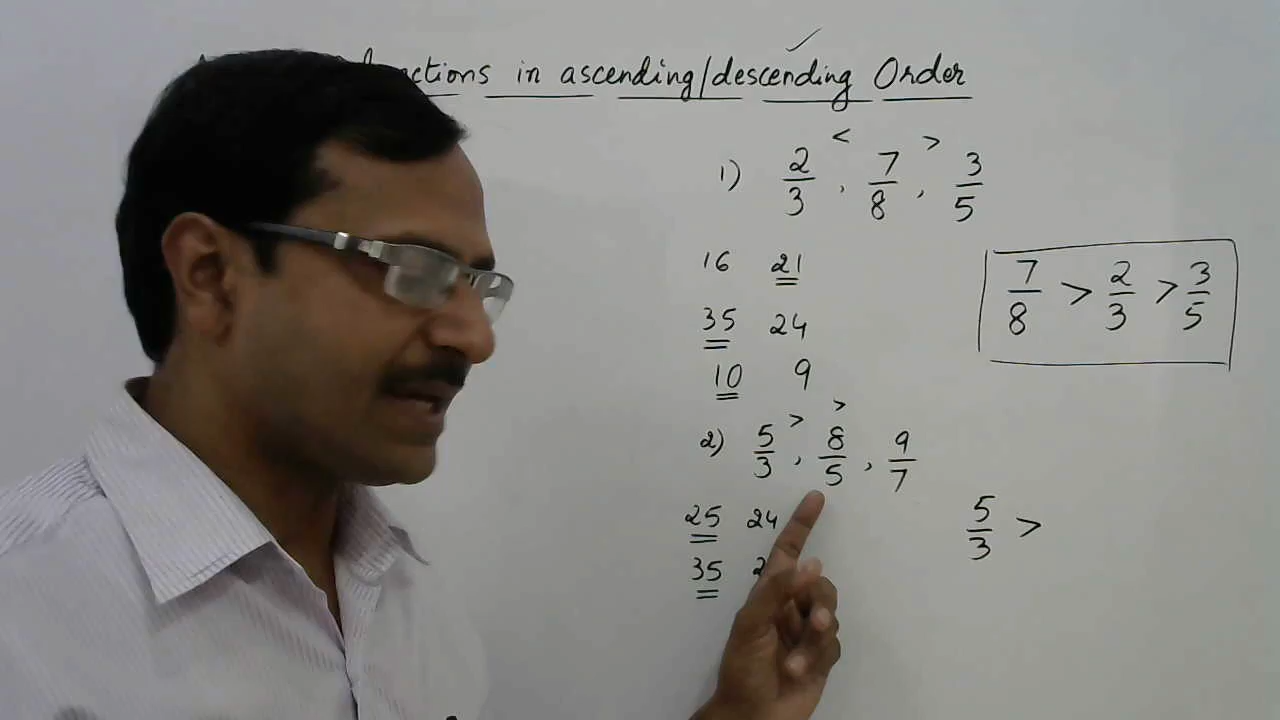 in ascending/descending Order
< >
1) 2/3 , 7/8 , 3/5
16 21
35 24
10 9
7/8 > 2/3 > 3/5
> >
2) 5/3 , 8/5 , 9/7
25 24
35
5/3 >